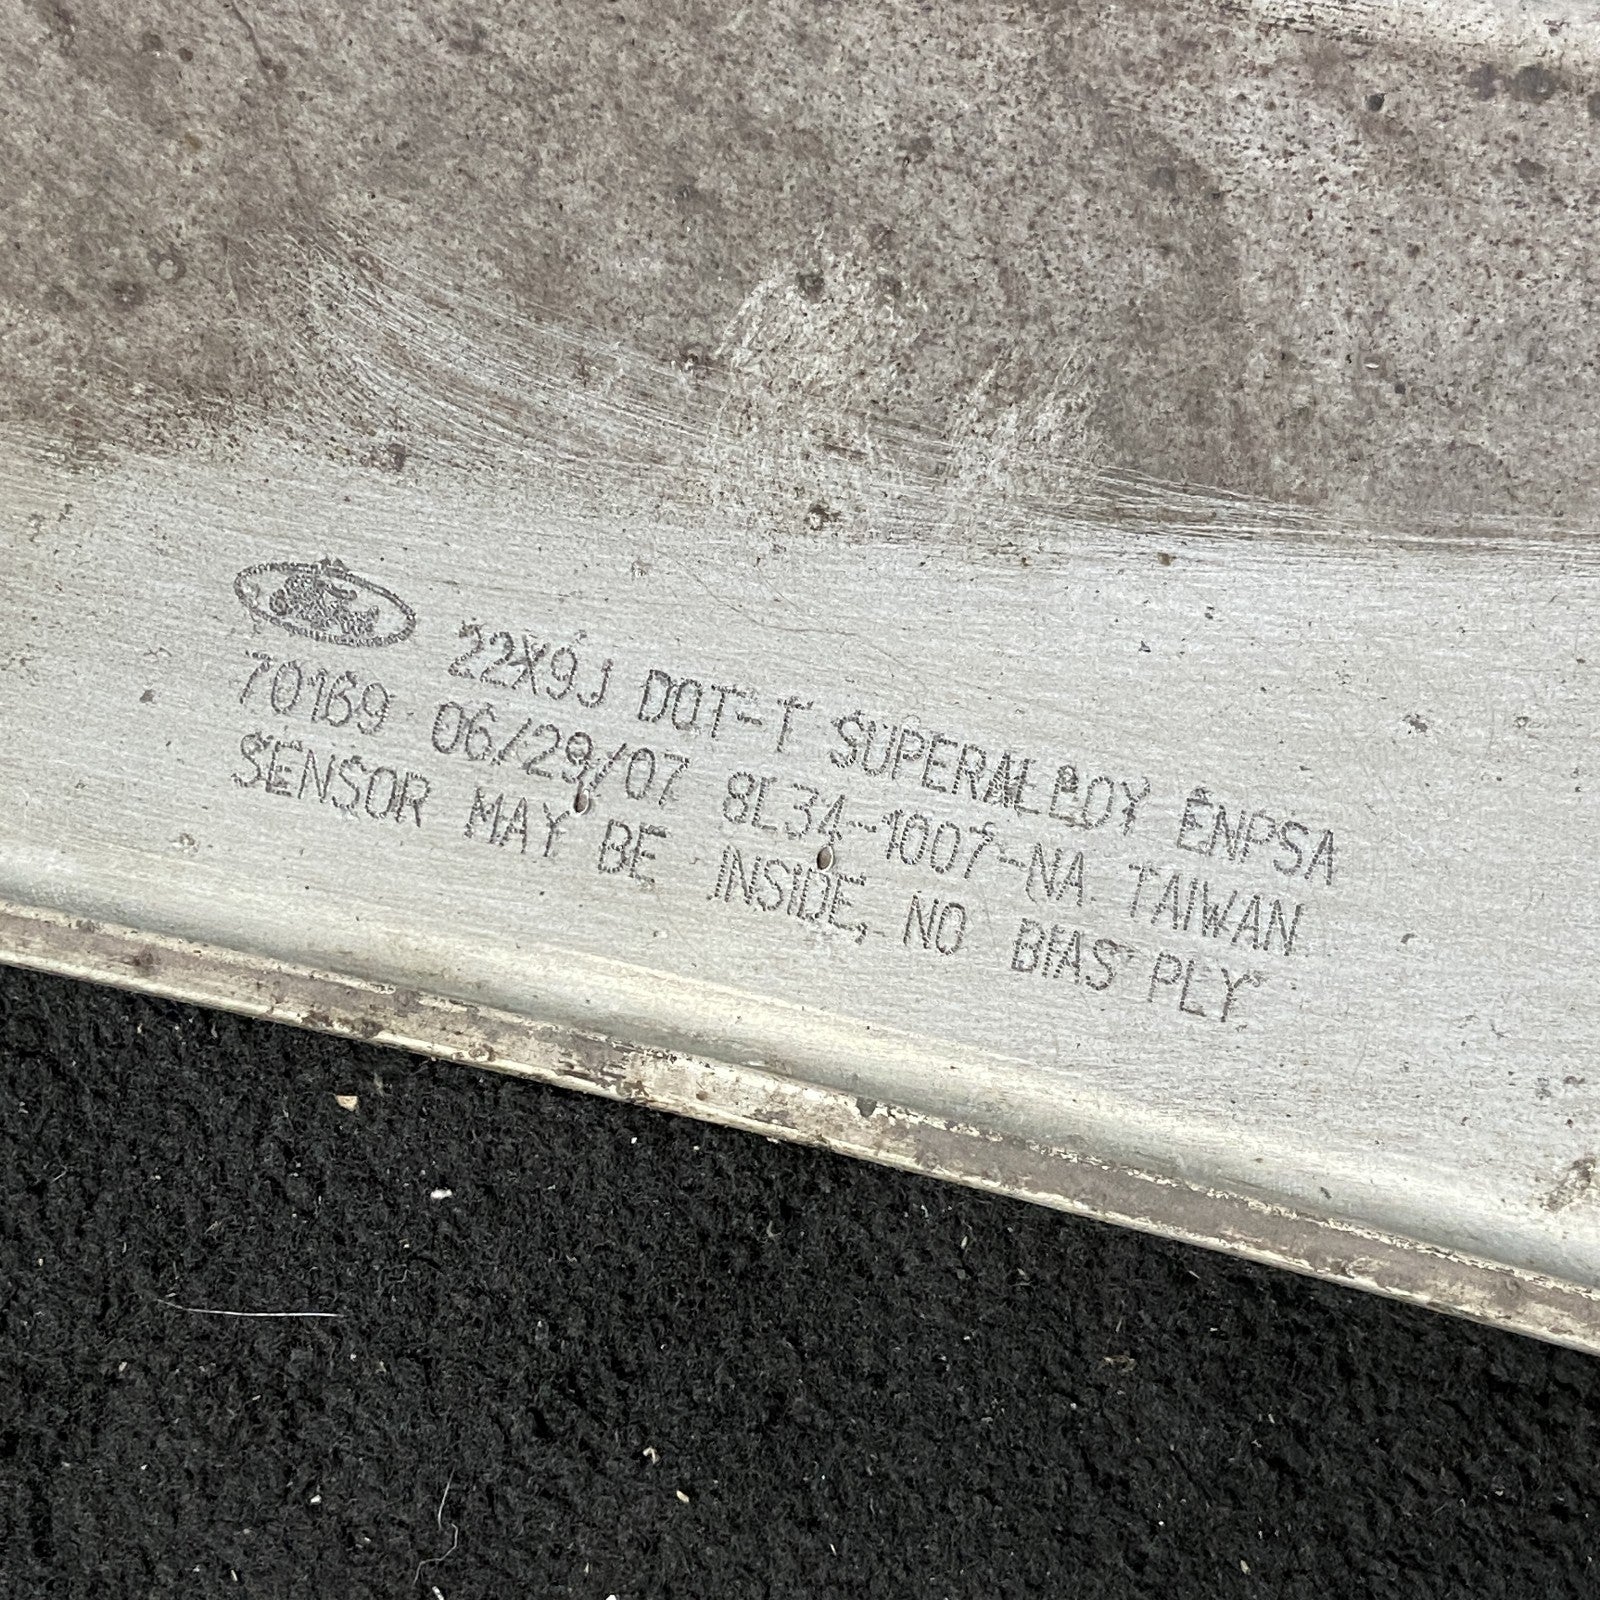 Ford 22X9J DOT-T SUPERALLOY ENPSA
70169 06/29/07 8L34-1007-NA TAIWAN
SENSOR MAY BE INSIDE, NO BIAS PLY